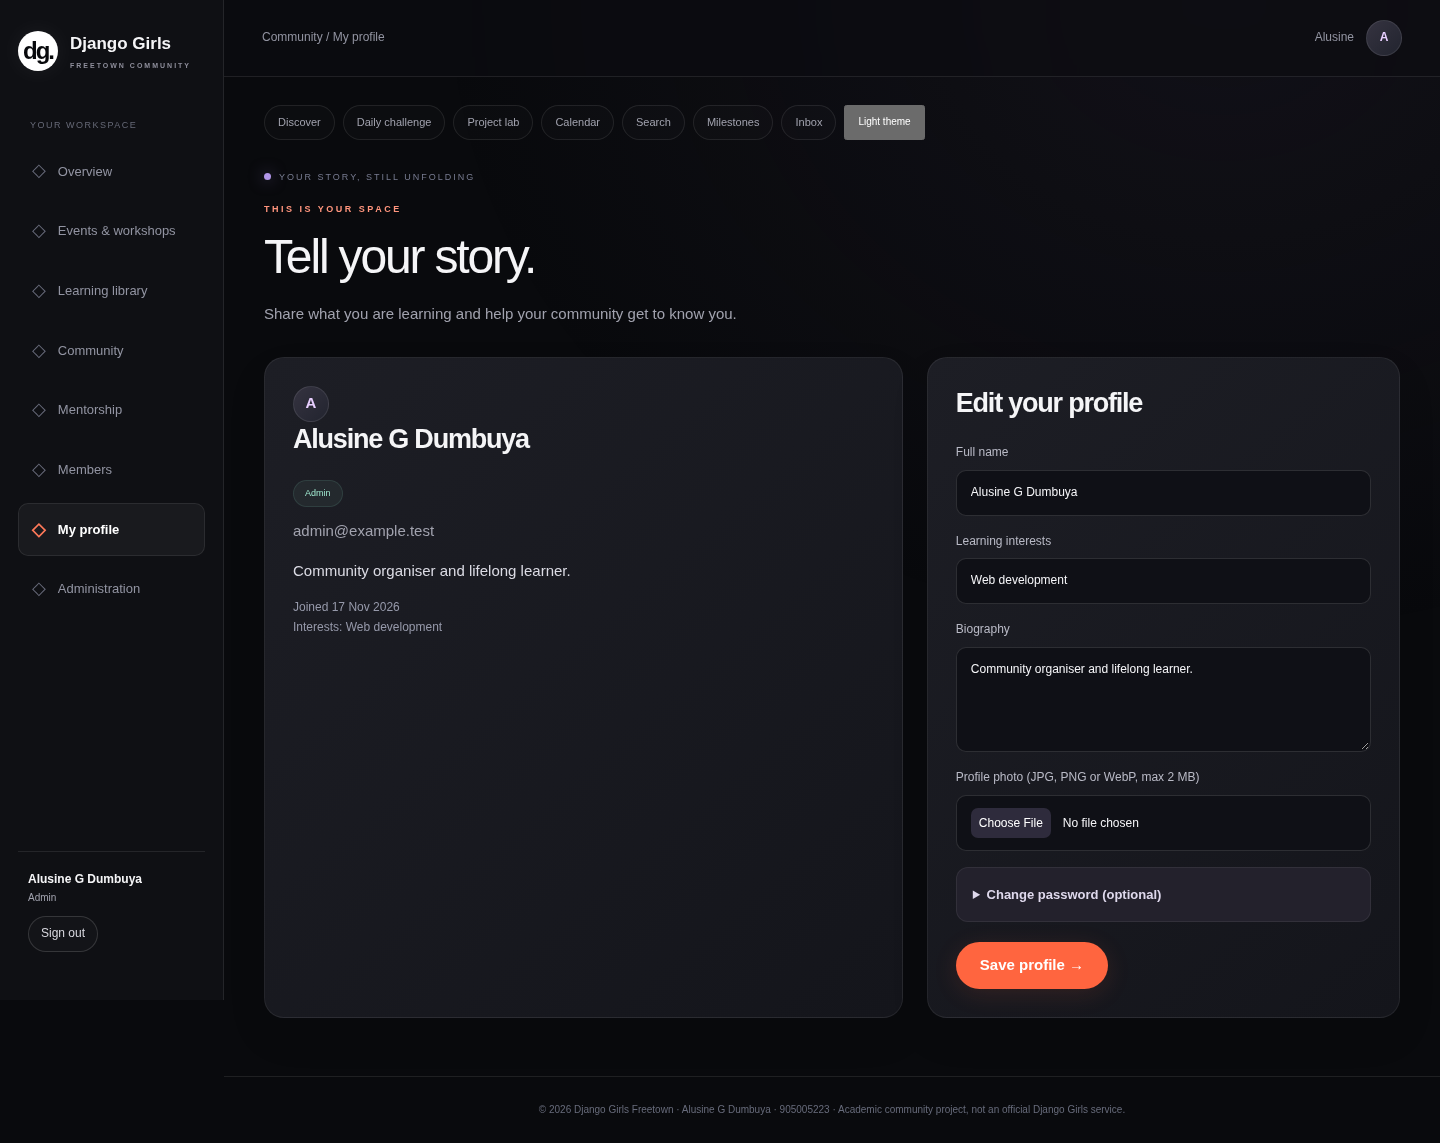 dg.
Django Girls
FREETOWN COMMUNITY
YOUR WORKSPACE
Overview
Events & workshops
Learning library
Community
Mentorship
Members
My profile
Administration
Alusine G Dumbuya
Admin
Sign out
Community / My profile
Alusine A
Discover Daily challenge Project lab Calendar Search Milestones Inbox Light theme
YOUR STORY, STILL UNFOLDING
THIS IS YOUR SPACE
Tell your story.
Share what you are learning and help your community get to know you.
A
Alusine G Dumbuya
Admin
admin@example.test
Community organiser and lifelong learner.
Joined 17 Nov 2026
Interests: Web development
Edit your profile
Full name
Alusine G Dumbuya
Learning interests
Web development
Biography
Community organiser and lifelong learner.
Profile photo (JPG, PNG or WebP, max 2 MB)
Choose File No file chosen
Change password (optional)
Save profile →
© 2026 Django Girls Freetown · Alusine G Dumbuya · 905005223 · Academic community project, not an official Django Girls service.